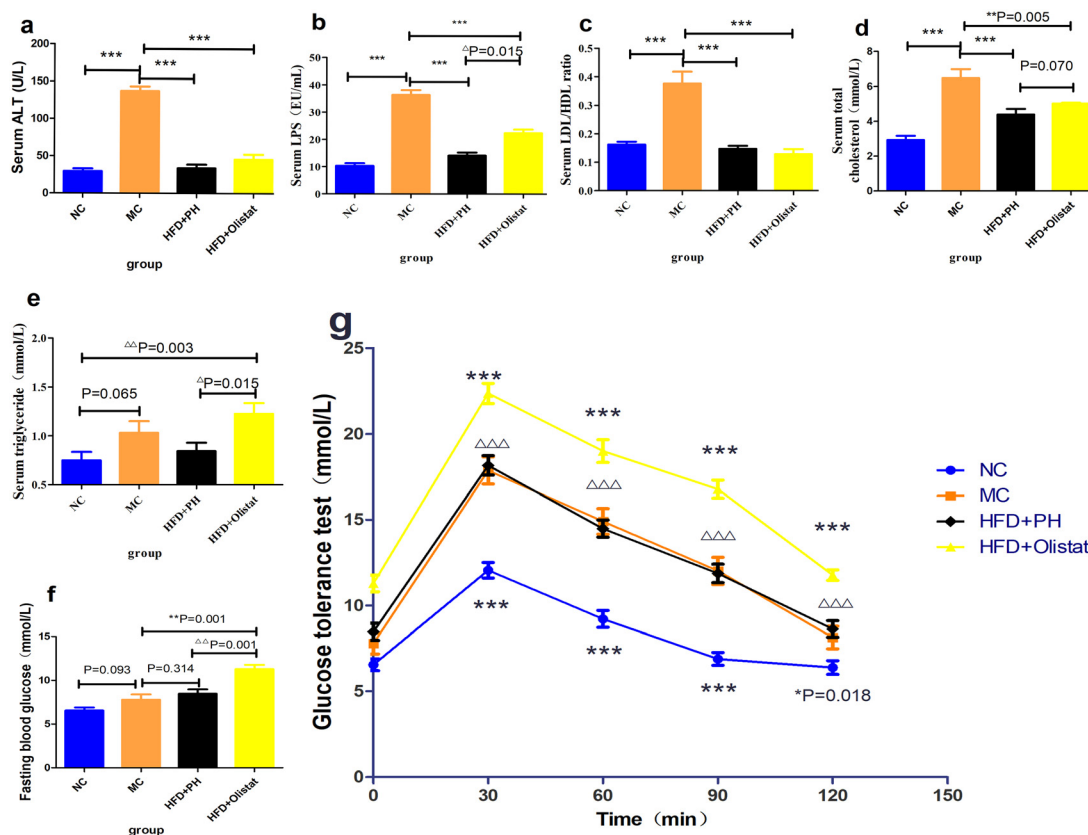 a
Serum ALT (U/L)
200
150
100
50
0
***
***
***
NC
MC
HFD+PH
HFD+Olistat
group
b
Serum LPS（EU/mL）
50
40
30
20
10
0
***
△P=0.015
***
***
NC
MC
HFD+PH
HFD+Olistat
group
c
Serum LDL/HDL ratio
0.5
0.4
0.3
0.2
0.1
0.0
***
***
***
NC
MC
HFD+PH
HFD+Olistat
group
d
Serum total
cholesterol（mmol/L）
8
6
4
2
0
**P=0.005
***
***
P=0.070
NC
MC
HFD+PH
HFD+Olistat
group
e
Serum triglyceride（mmol/L）
2.0
1.5
1.0
0.5
△△P=0.003
P=0.065
△P=0.015
NC
MC
HFD+PH
HFD+Olistat
group
f
Fasting blood glucose（mmol/L）
15
10
5
0
**P=0.001
△△P=0.001
P=0.093
P=0.314
NC
MC
HFD+PH
HFD+Olistat
group
g
Glucose tolerance test（mmol/L）
25
20
15
10
5
0
***
***
***
***
△△△
△△△
△△△
△△△
***
***
***
*P=0.018
0
30
60
90
120
150
Time（min）
NC
MC
HFD+PH
HFD+Olistat